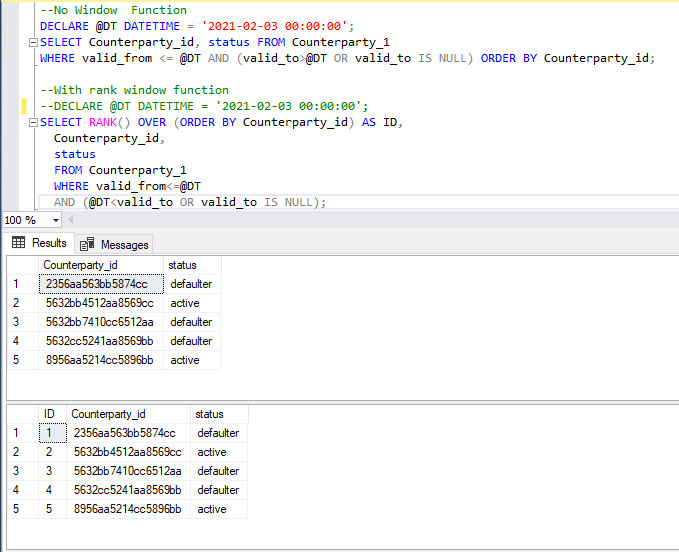 --No Window  Function
DECLARE @DT DATETIME = '2021-02-03 00:00:00';
SELECT Counterparty_id, status FROM Counterparty_1
WHERE valid_from <= @DT AND (valid_to>@DT OR valid_to IS NULL) ORDER BY Counterparty_id;
--With rank window function
--DECLARE @DT DATETIME = '2021-02-03 00:00:00';
SELECT RANK() OVER (ORDER BY Counterparty_id) AS ID,
Counterparty_id,
status
FROM Counterparty_1
WHERE valid_from<=@DT
AND (@DT<valid_to OR valid_to IS NULL);
100 %
Results Messages
Counterparty_id status
1 2356aa563bb5874cc defaulter
2 5632bb4512aa8569cc active
3 5632bb7410cc6512aa defaulter
4 5632cc5241aa8569bb defaulter
5 8956aa5214cc5896bb active
ID Counterparty_id status
1 1 2356aa563bb5874cc defaulter
2 2 5632bb4512aa8569cc active
3 3 5632bb7410cc6512aa defaulter
4 4 5632cc5241aa8569bb defaulter
5 5 8956aa5214cc5896bb active